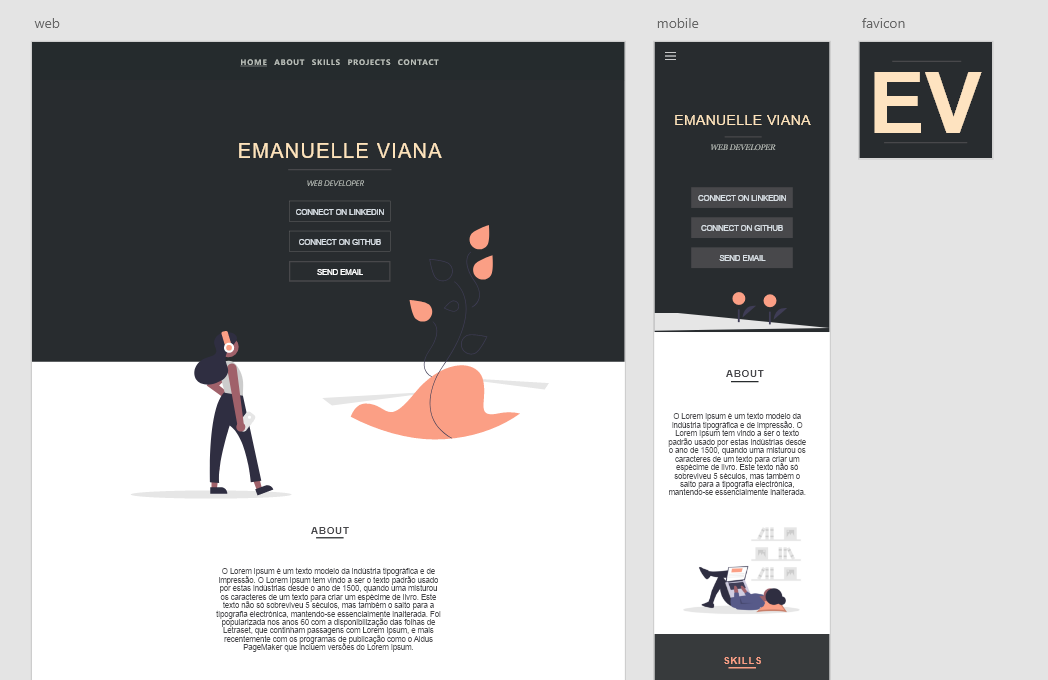 web
HOME ABOUT SKILLS PROJECTS CONTACT
EMANUELLE VIANA
WEB DEVELOPER
CONNECT ON LINKEDIN
CONNECT ON GITHUB
SEND EMAIL
ABOUT
O Lorem Ipsum é um texto modelo da indústria tipográfica e de
impressão. O Lorem Ipsum tem vindo a ser o texto padrão usado
por estas indústrias desde o ano de 1500, quando uma misturou
os caracteres de um texto para criar um espécime de livro. Este
texto não só sobreviveu 5 séculos, mas também o salto para a
tipografia electrónica, mantendo-se essencialmente inalterada. Foi
popularizada nos anos 60 com a disponibilização das folhas de
Letraset, que continham passagens com Lorem Ipsum, e mais
recentemente com os programas de publicação como o Aldus
PageMaker que incluem versões do Lorem Ipsum.
mobile
EMANUELLE VIANA
WEB DEVELOPER
CONNECT ON LINKEDIN
CONNECT ON GITHUB
SEND EMAIL
ABOUT
O Lorem Ipsum é um texto modelo da
indústria tipográfica e de impressão. O
Lorem Ipsum tem vindo a ser o texto
padrão usado por estas indústrias desde
o ano de 1500, quando uma misturou os
caracteres de um texto para criar um
espécime de livro. Este texto não só
sobreviveu 5 séculos, mas também o
salto para a tipografia electrónica,
mantendo-se essencialmente inalterada.
SKILLS
favicon
EV